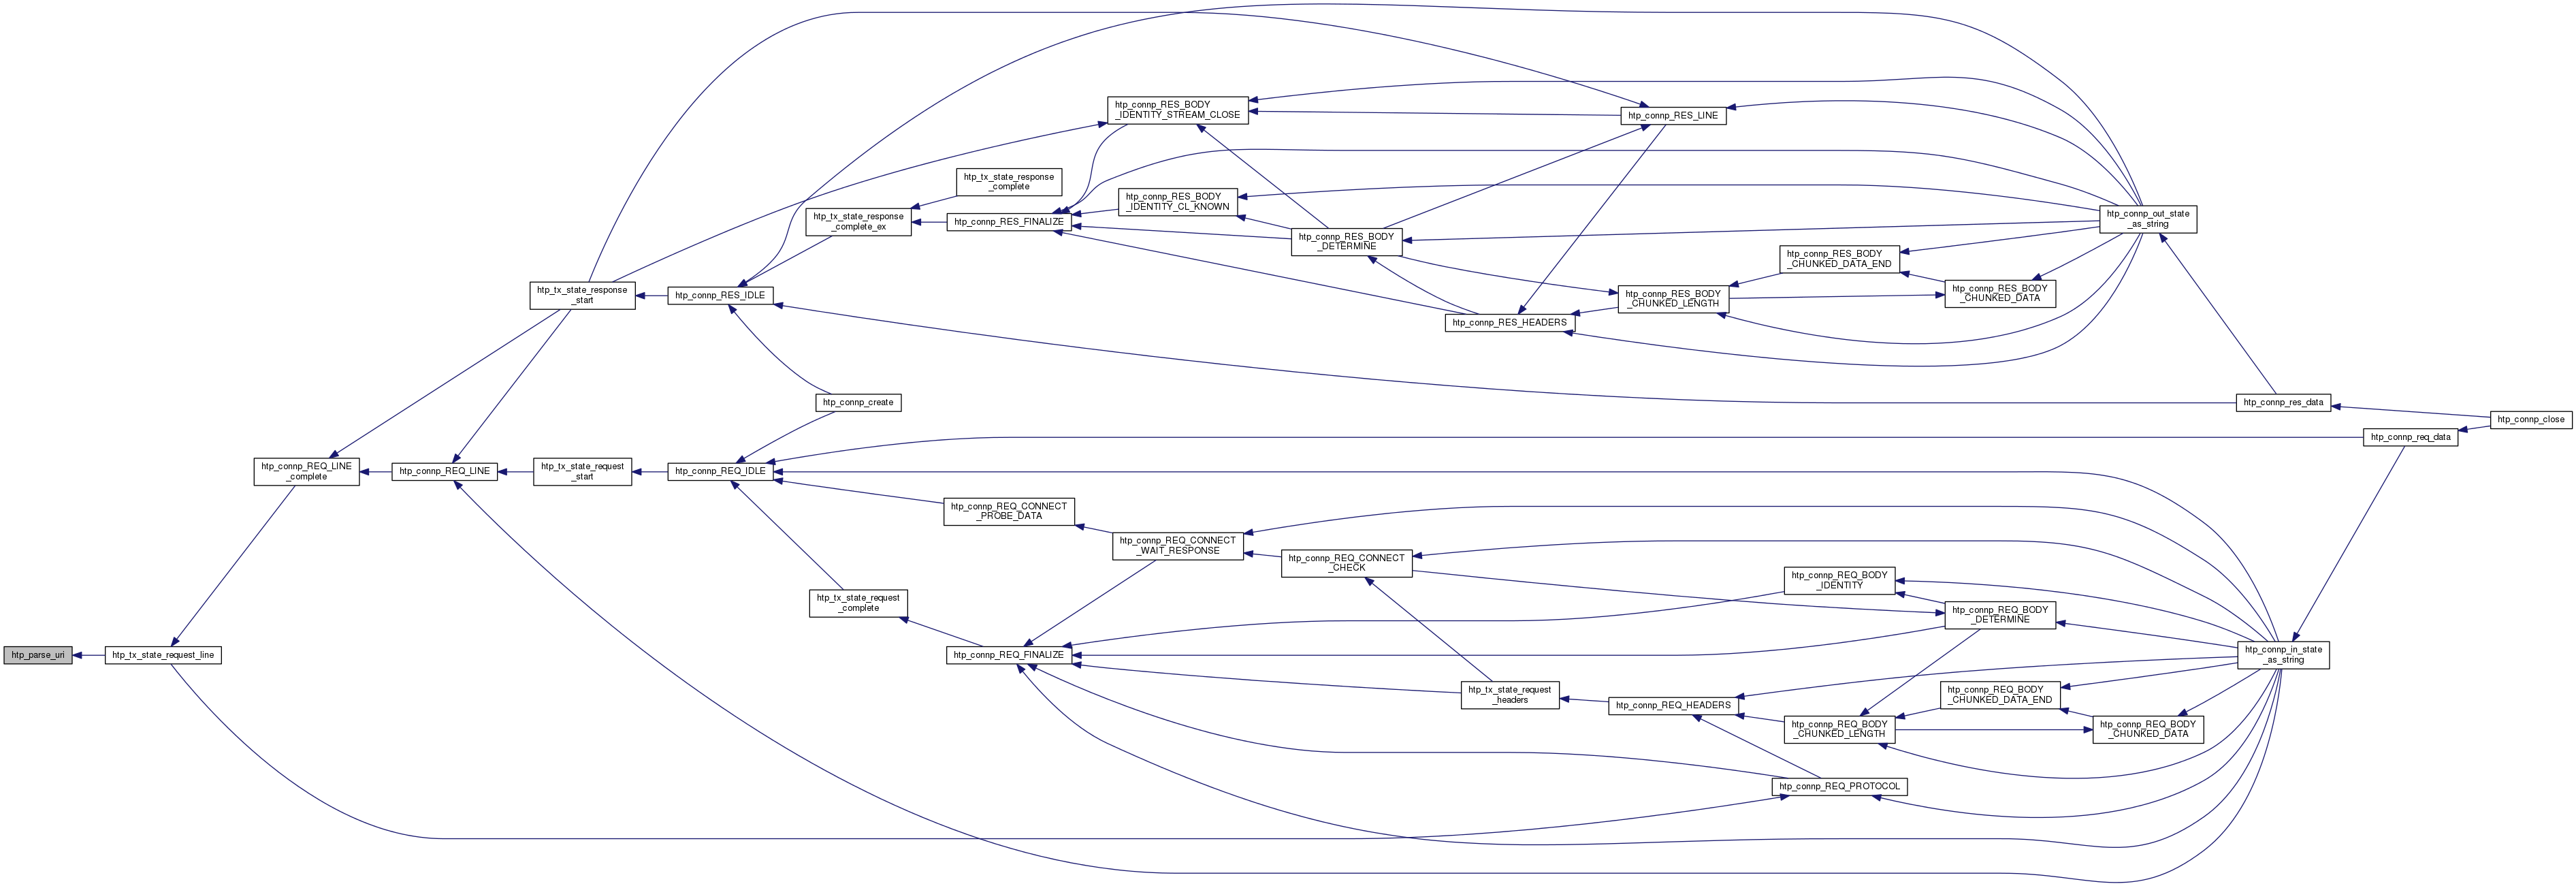 htp_parse_uri
htp_tx_state_request_line
htp_connp_REQ_LINE
_complete
htp_connp_REQ_LINE
htp_tx_state_response
_start
htp_tx_state_request
_start
htp_connp_RES_IDLE
htp_connp_REQ_IDLE
htp_tx_state_response
_complete_ex
htp_connp_create
htp_tx_state_request
_complete
htp_tx_state_response
_complete
htp_connp_RES_FINALIZE
htp_connp_REQ_CONNECT
_PROBE_DATA
htp_connp_REQ_FINALIZE
htp_connp_RES_BODY
_IDENTITY_STREAM_CLOSE
htp_connp_RES_BODY
_IDENTITY_CL_KNOWN
htp_connp_REQ_CONNECT
_WAIT_RESPONSE
htp_connp_RES_BODY
_DETERMINE
htp_connp_REQ_CONNECT
_CHECK
htp_connp_RES_HEADERS
htp_tx_state_request
_headers
htp_connp_RES_LINE
htp_connp_RES_BODY
_CHUNKED_LENGTH
htp_connp_REQ_HEADERS
htp_connp_RES_BODY
_CHUNKED_DATA_END
htp_connp_REQ_BODY
_IDENTITY
htp_connp_REQ_BODY
_CHUNKED_LENGTH
htp_connp_REQ_PROTOCOL
htp_connp_RES_BODY
_CHUNKED_DATA
htp_connp_REQ_BODY
_DETERMINE
htp_connp_REQ_BODY
_CHUNKED_DATA_END
htp_connp_out_state
_as_string
htp_connp_REQ_BODY
_CHUNKED_DATA
htp_connp_res_data
htp_connp_in_state
_as_string
htp_connp_req_data
htp_connp_close